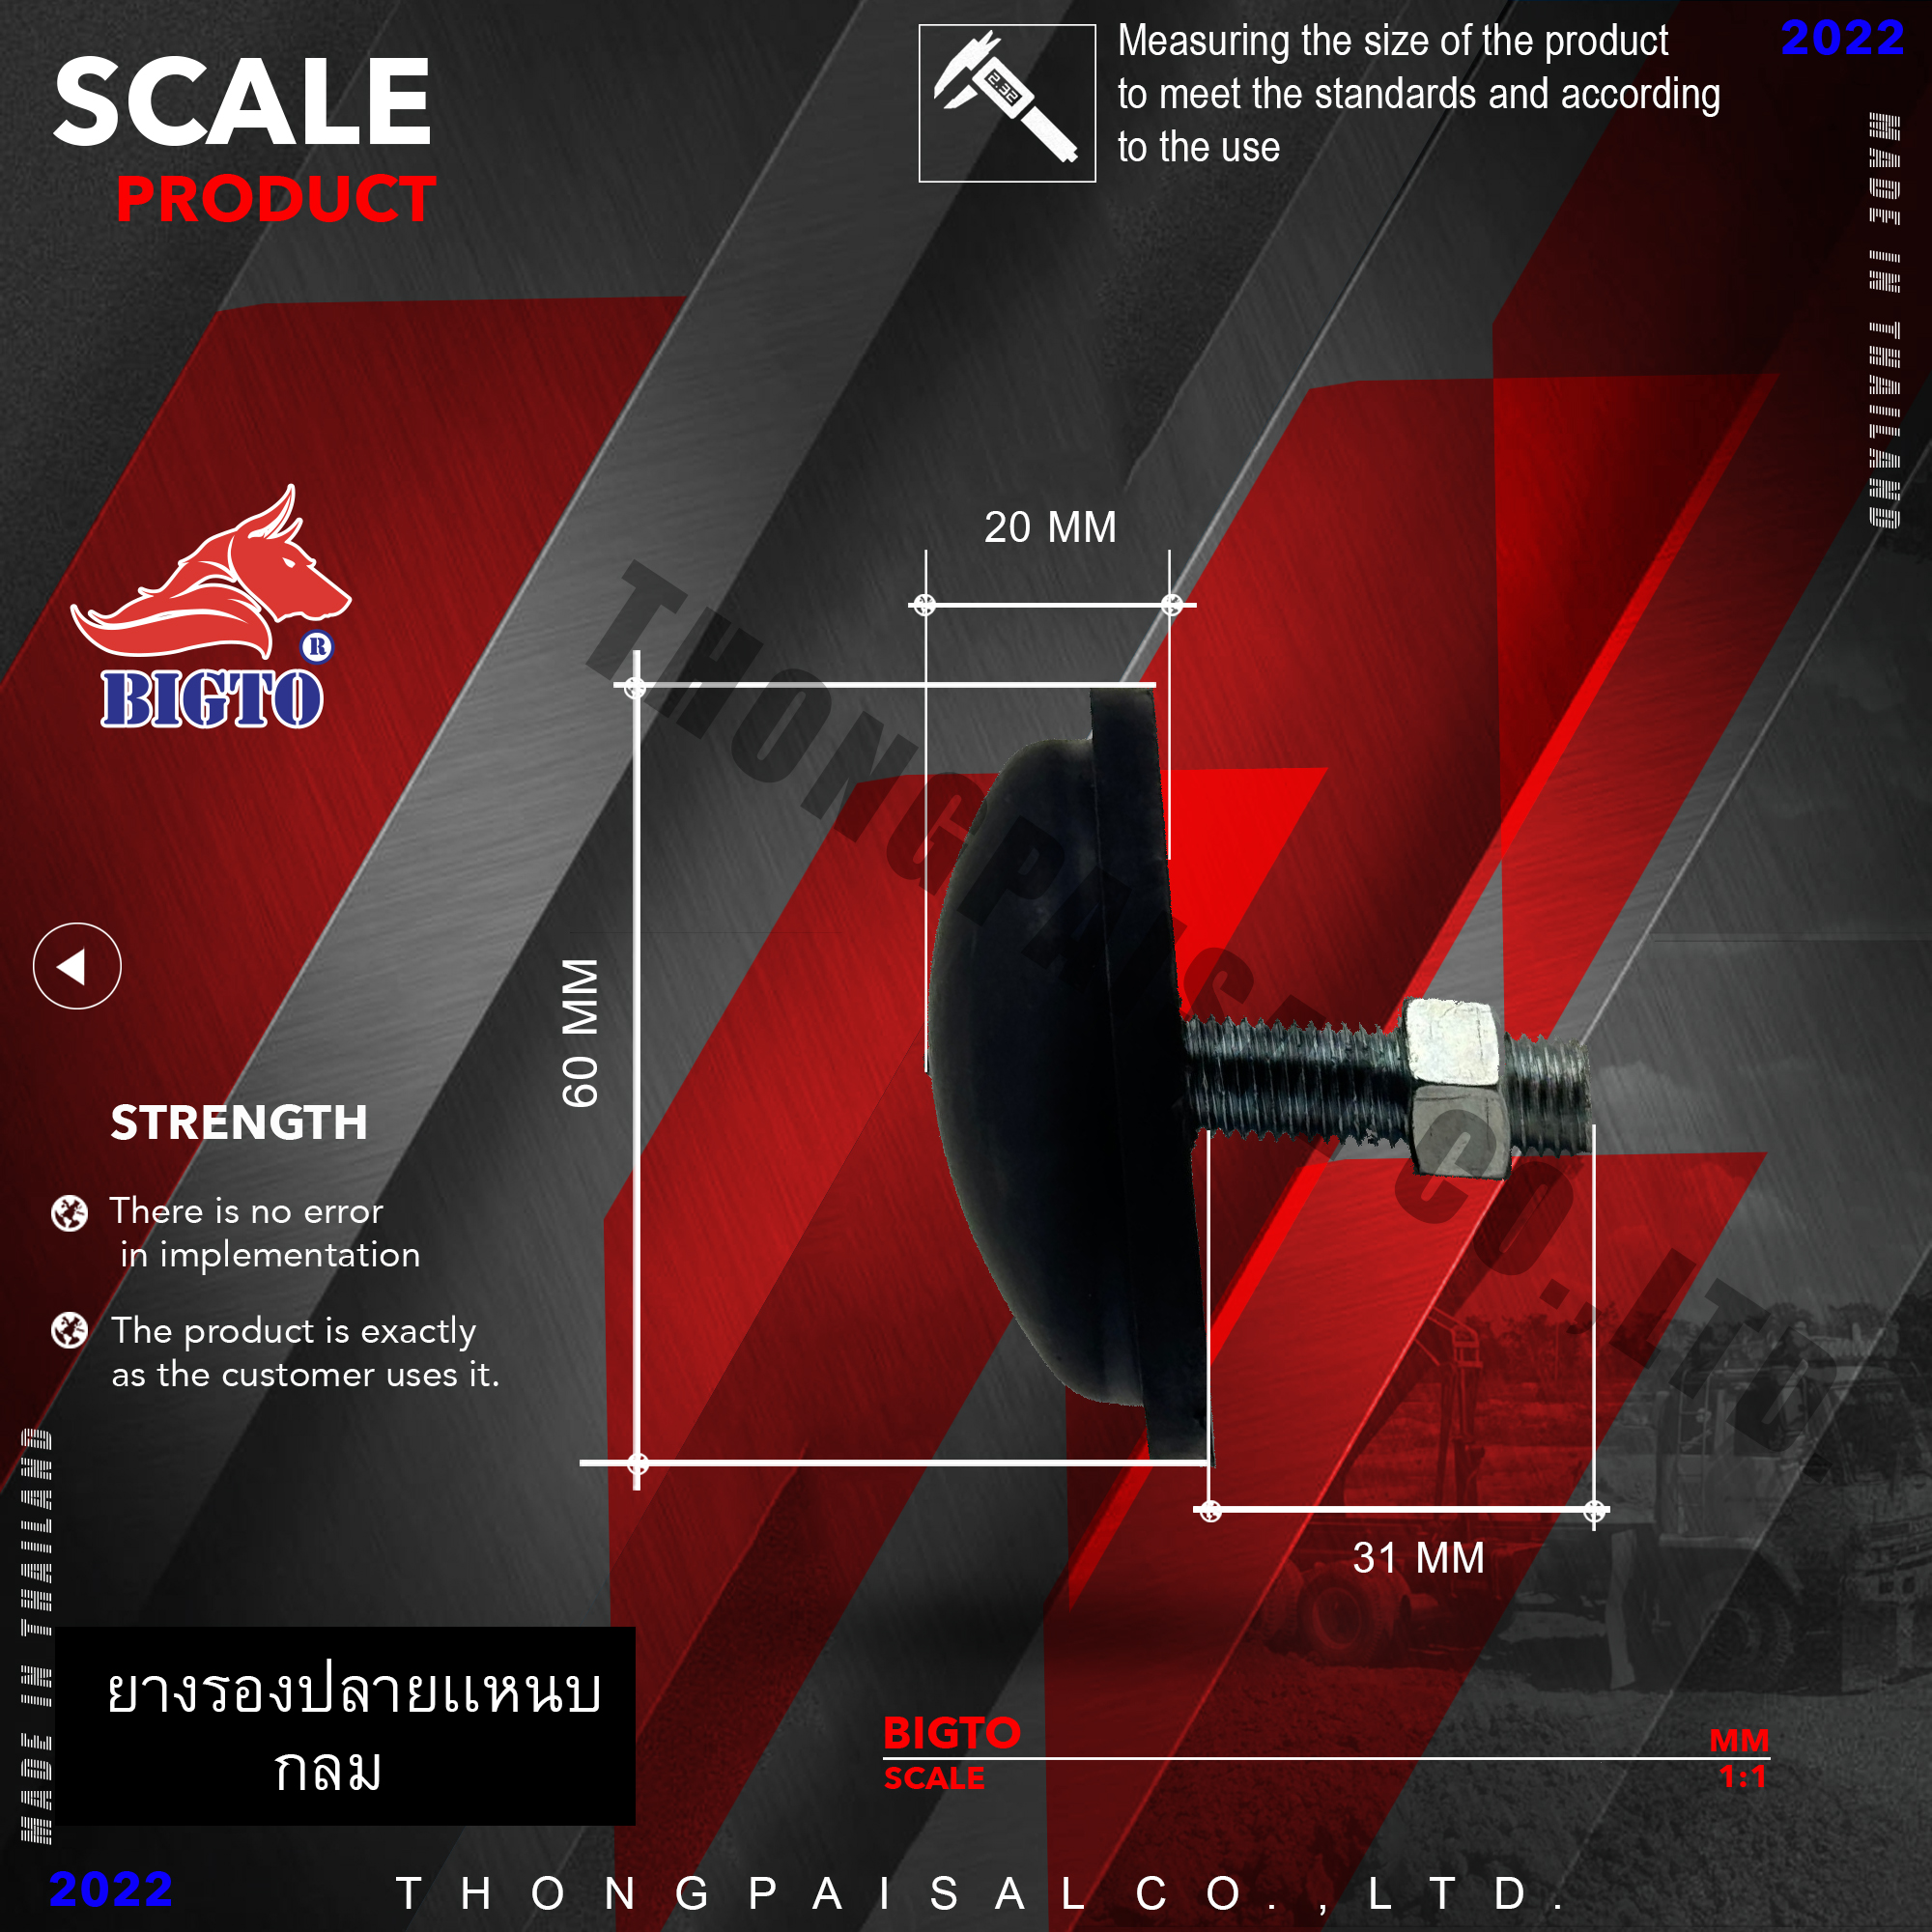 SCALE
PRODUCT
2.32
Measuring the size of the product
to meet the standards and according
to the use
2022
MADE IN THAILAND
BIGTO
R
20 MM
60 MM
31 MM
THONGPAISAL CO.,LTD
STRENGTH
There is no error
in implementation
The product is exactly
as the customer uses it.
MADE IN THAILAND
ยางรองปลายแหนบ
กลม
BIGTO
SCALE
MM
1:1
2022
THONGPAISAL CO.,LTD.